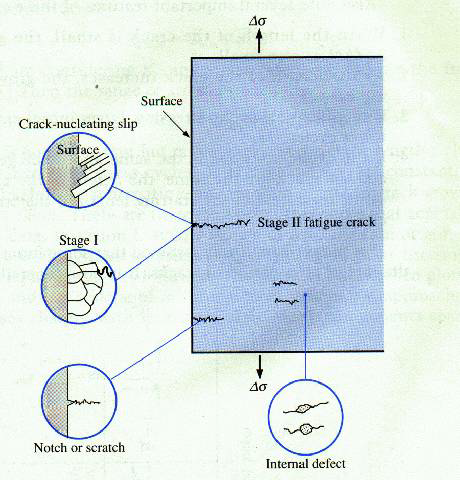 Δσ
Surface
Crack-nucleating slip
Surface
Stage II fatigue crack
Stage I
Δσ
Notch or scratch
Internal defect